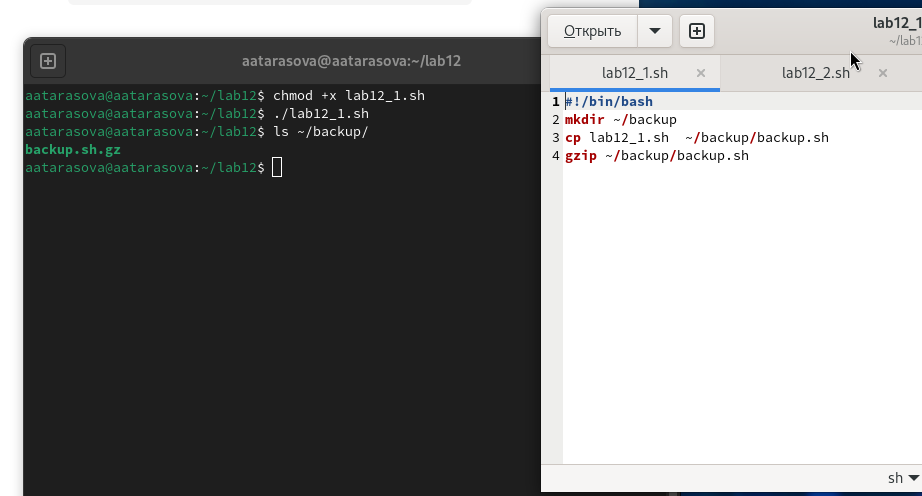 aatarasova@aatarasova:~/lab12
aatarasova@aatarasova:~/lab12$ chmod +x lab12_1.sh
aatarasova@aatarasova:~/lab12$ ./lab12_1.sh
aatarasova@aatarasova:~/lab12$ ls ~/backup/
backup.sh.gz
aatarasova@aatarasova:~/lab12$
Открыть
lab12_1
~/lab1
lab12_1.sh
lab12_2.sh
1 #!/bin/bash
2 mkdir ~/backup
3 cp lab12_1.sh  ~/backup/backup.sh
4 gzip ~/backup/backup.sh
sh